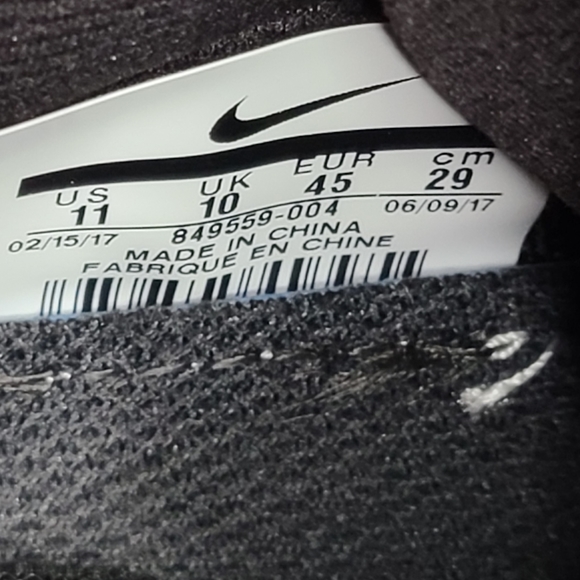 US UK EUR cm
11 10 45 29
02/15/17 849559-004 06/09/17
MADE IN CHINA
FABRIQUÉ EN CHINE